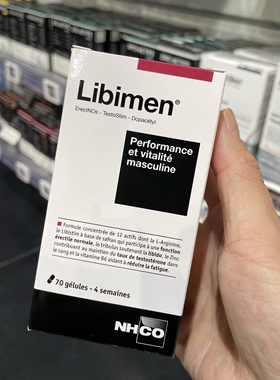 Libimen®
ErectNOs - TestoStim - Dopacétyl
Performance
et vitalité
masculine
Formule concentrée de 12 actifs dont la L-Arginine,
le Libistim à base de safran qui participe à une fonction
érectile normale, le tribulus soutenant la libido, le Zinc
contribuant au maintien du taux de testostérone dans
le sang et la vitamine B6 aidant à réduire la fatigue.
70 gélules - 4 semaines
NHCO